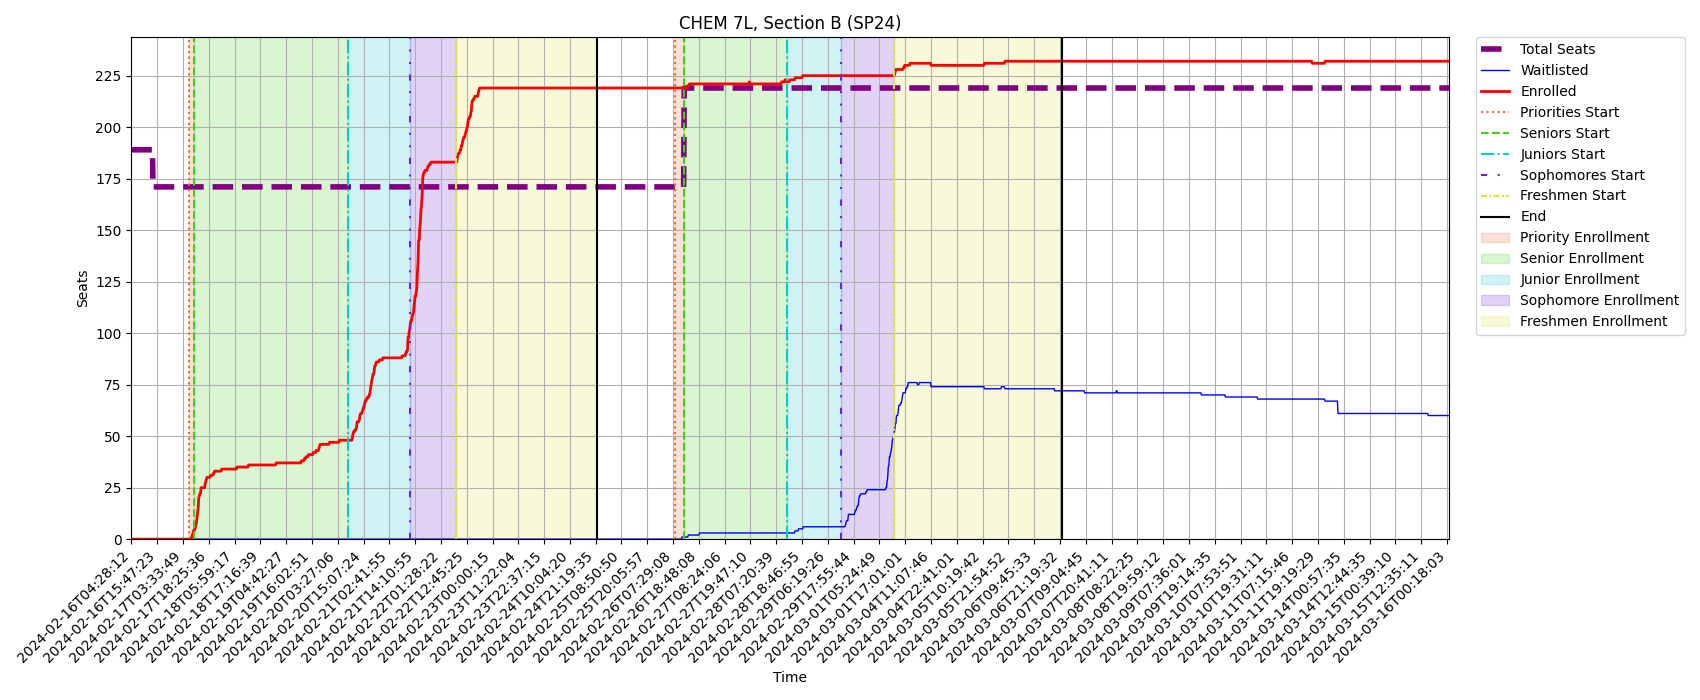 CHEM 7L, Section B (SP24)
Total Seats
Waitlisted
Enrolled
Priorities Start
Seniors Start
Juniors Start
Sophomores Start
Freshmen Start
End
Priority Enrollment
Senior Enrollment
Junior Enrollment
Sophomore Enrollment
Freshmen Enrollment
Seats
225
200
175
150
125
100
75
50
25
0
2024-02-16T04:28:12
2024-02-16T15:47:23
2024-02-17T03:33:49
2024-02-17T18:25:36
2024-02-18T05:59:17
2024-02-18T17:16:39
2024-02-19T04:42:27
2024-02-19T16:02:51
2024-02-20T03:27:06
2024-02-20T15:07:24
2024-02-21T02:41:55
2024-02-21T14:10:55
2024-02-22T01:28:22
2024-02-22T12:45:25
2024-02-23T00:00:15
2024-02-23T11:22:04
2024-02-23T22:37:15
2024-02-24T10:04:20
2024-02-24T21:19:35
2024-02-25T08:50:50
2024-02-25T20:05:57
2024-02-26T07:29:08
2024-02-26T18:48:08
2024-02-27T08:24:06
2024-02-27T19:47:10
2024-02-28T07:20:39
2024-02-28T18:46:55
2024-02-29T06:19:26
2024-02-29T17:55:44
2024-03-01T05:24:49
2024-03-01T17:01:01
2024-03-04T11:07:46
2024-03-04T22:41:01
2024-03-05T10:19:42
2024-03-05T21:54:52
2024-03-06T09:45:33
2024-03-06T21:19:32
2024-03-07T09:04:45
2024-03-07T20:41:11
2024-03-08T08:22:25
2024-03-08T19:59:12
2024-03-09T07:36:01
2024-03-09T19:14:35
2024-03-10T07:53:51
2024-03-10T19:31:11
2024-03-11T07:15:46
2024-03-11T19:19:29
2024-03-14T00:57:35
2024-03-14T12:44:35
2024-03-15T00:39:10
2024-03-15T12:35:11
2024-03-16T00:18:03
Time